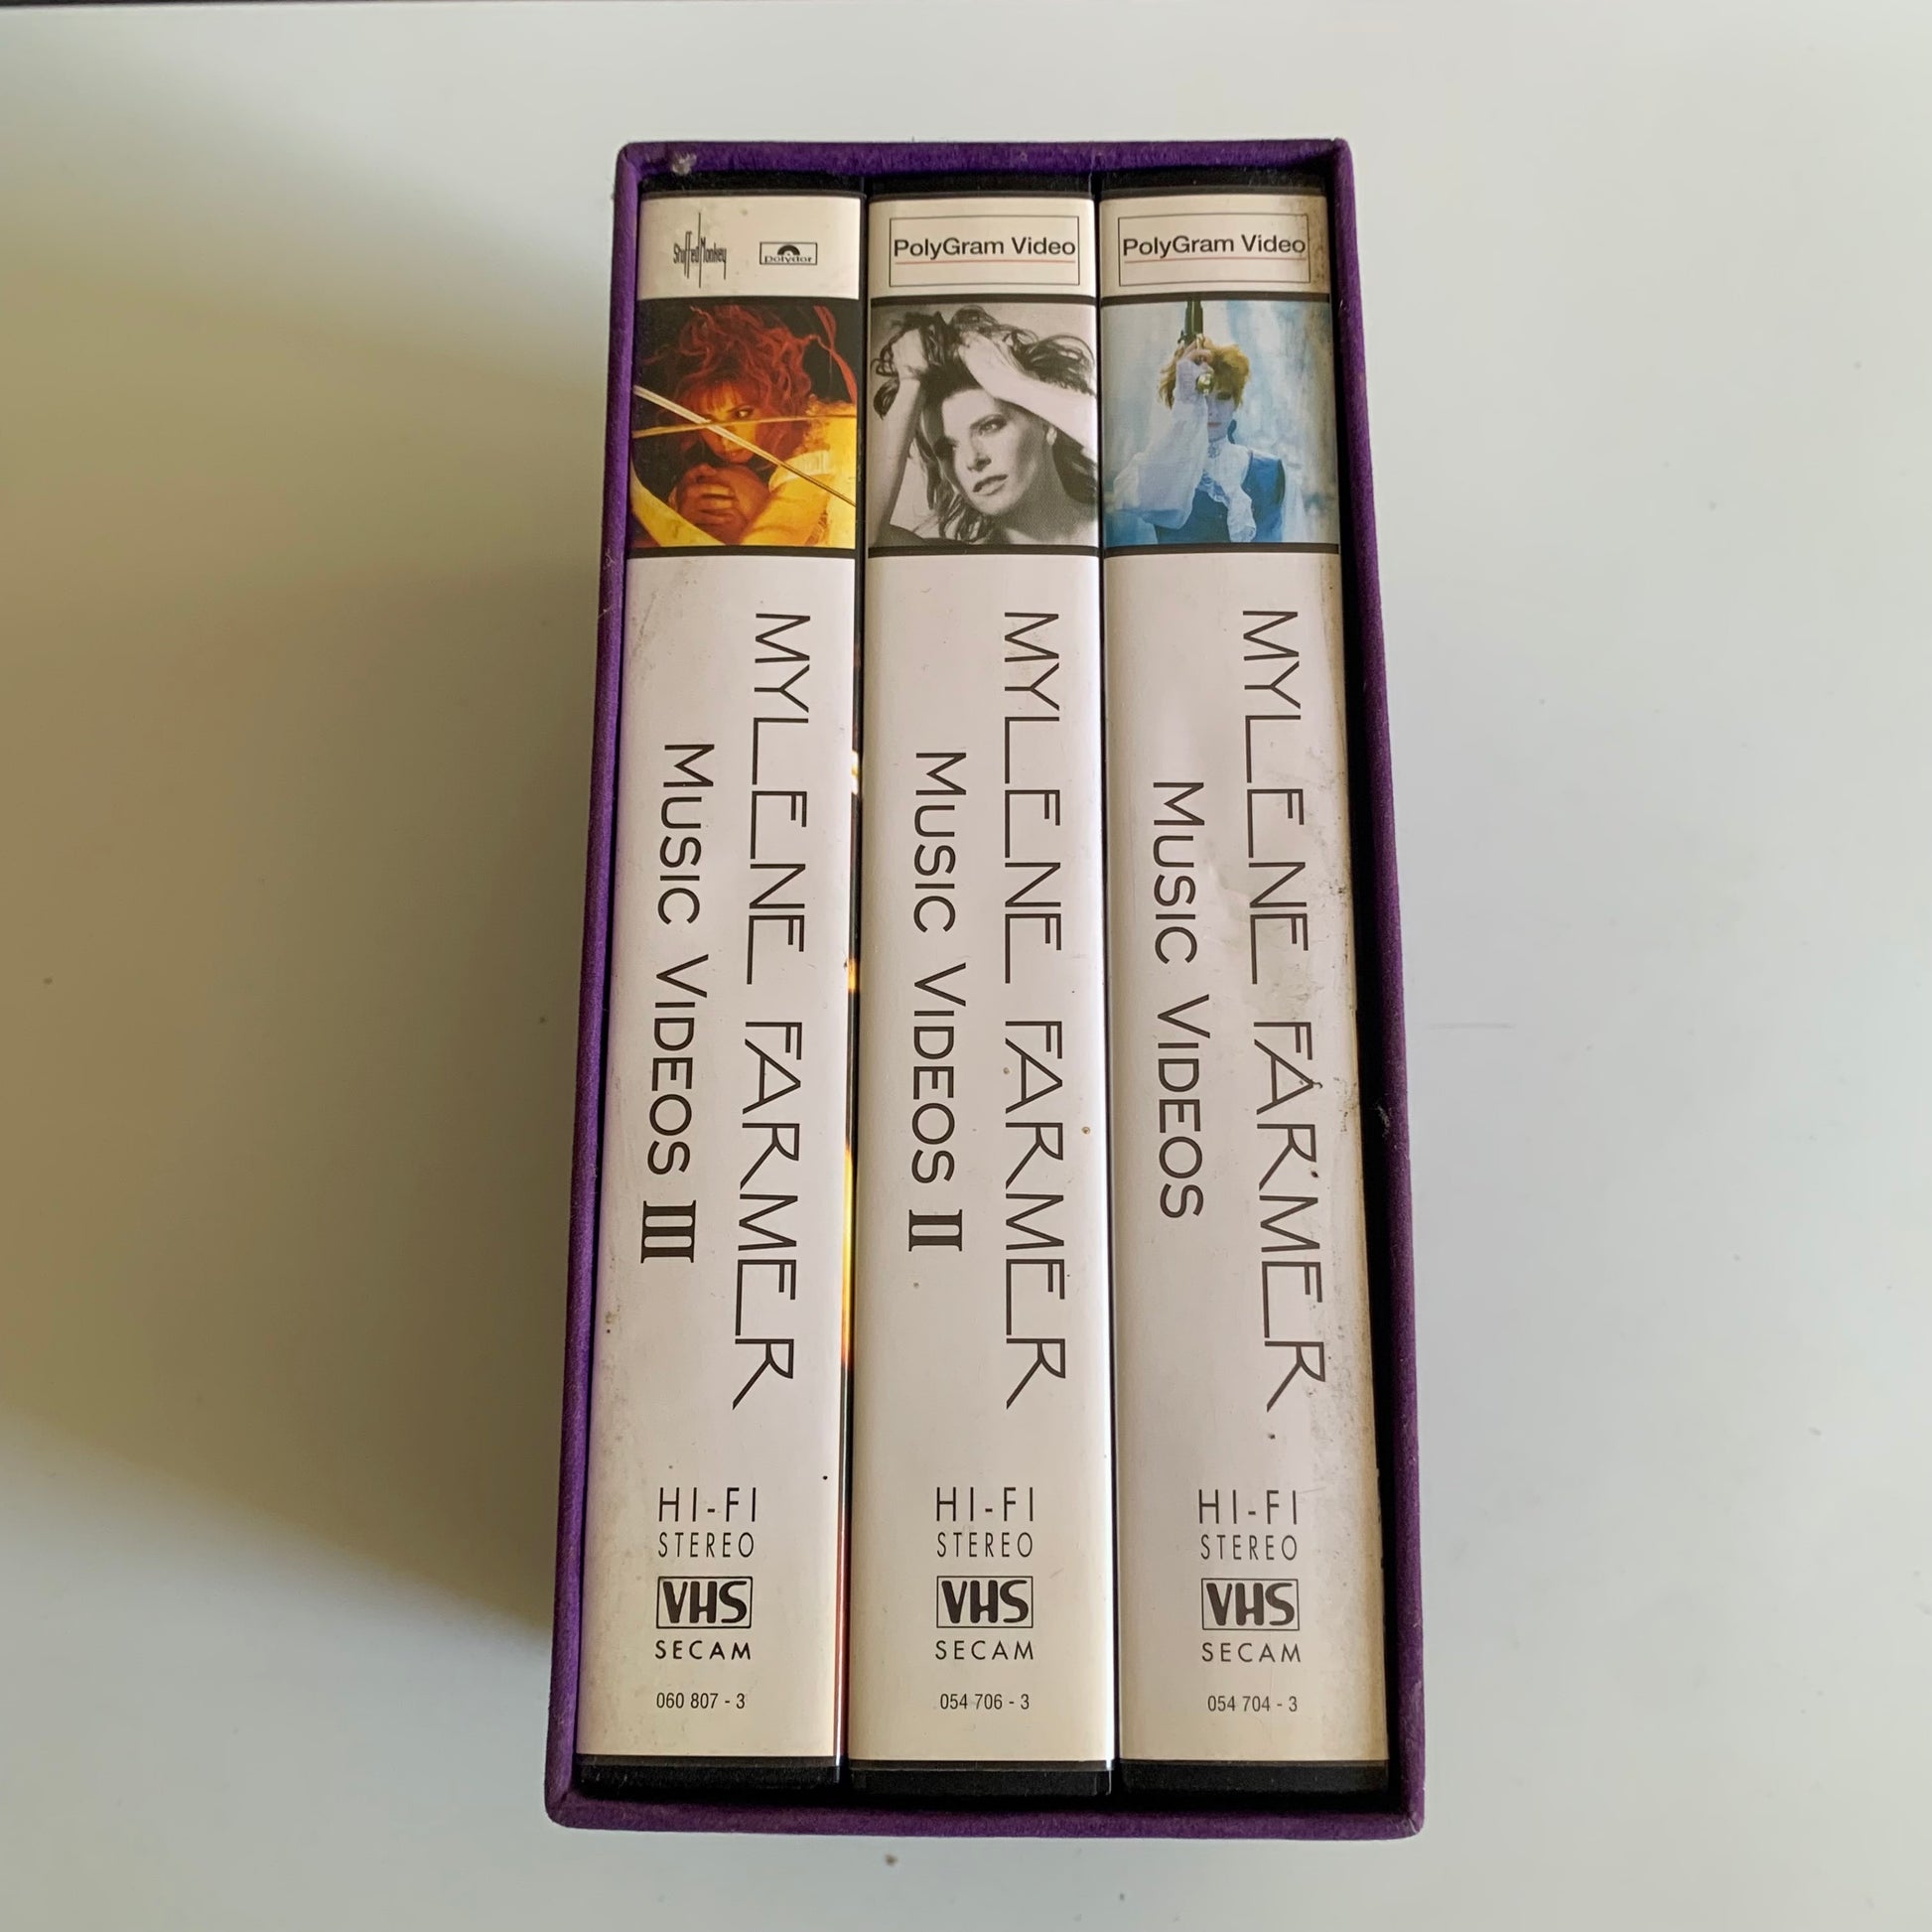 Stuffed Monkey
Polydor
MYLENE FARMER
MUSIC VIDEOS III
HI-FI
STEREO
VHS
SECAM
060 807 - 3
PolyGram Video
MYLENE FARMER
MUSIC VIDEOS II
HI-FI
STEREO
VHS
SECAM
054 706 - 3
PolyGram Video
MYLENE FARMER
MUSIC VIDEOS
HI-FI
STEREO
VHS
SECAM
054 704 - 3